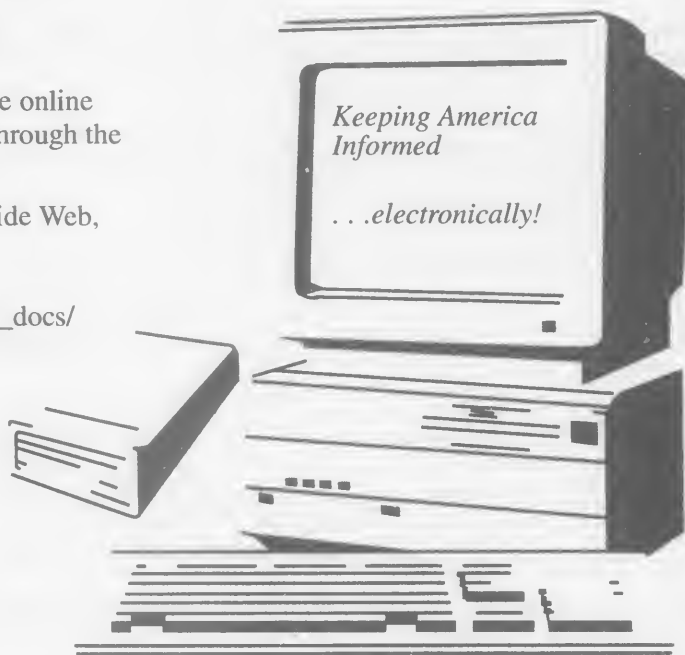 e online
hrough the
ide Web,
_docs/
Keeping America
Informed
. . .electronically!